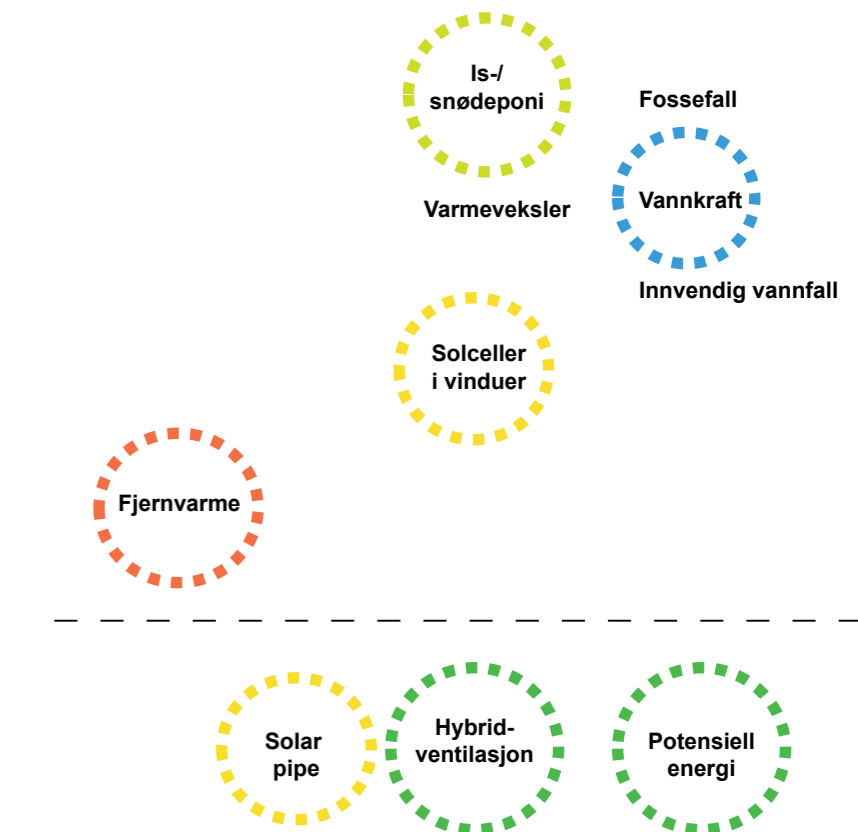 Is-/
snødeponi
Fossefall
Vannkraft
Varmeveksler
Innvendig vannfall
Solceller
i vinduer
Fjernvarme
Solar
pipe
Hybrid-
ventilasjon
Potensiell
energi